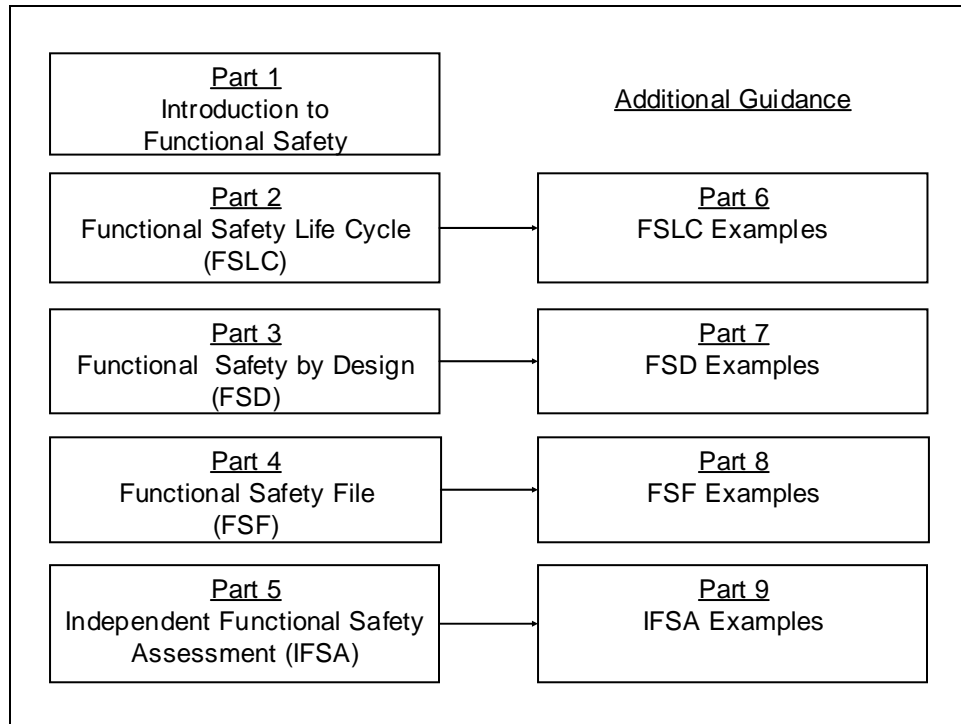 Part 1
Introduction to
Functional Safety
Additional Guidance
Part 2
Functional Safety Life Cycle
(FSLC)
Part 6
FSLC Examples
Part 3
Functional Safety by Design
(FSD)
Part 7
FSD Examples
Part 4
Functional Safety File
(FSF)
Part 8
FSF Examples
Part 5
Independent Functional Safety
Assessment (IFSA)
Part 9
IFSA Examples